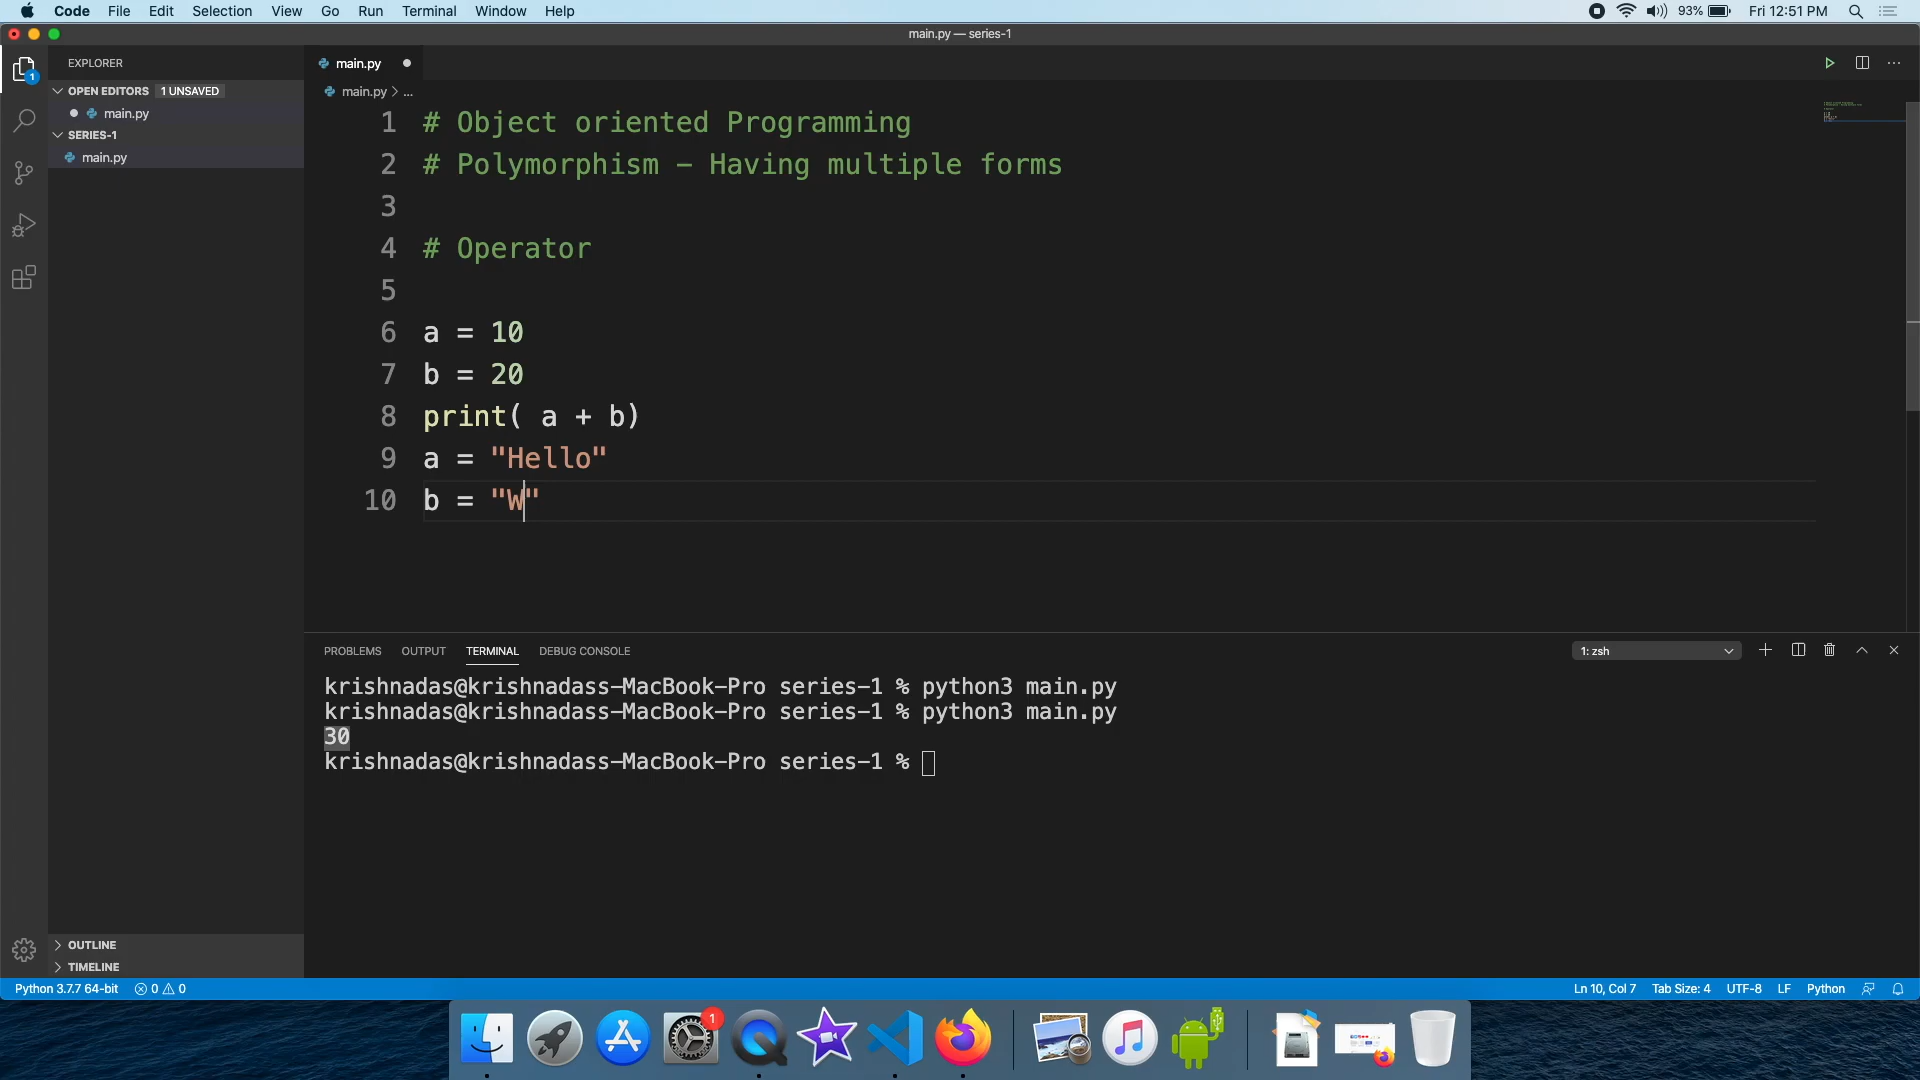 Code File Edit Selection View Go Run Terminal Window Help 93% Fri 12:51 PM
main.py — series-1
EXPLORER
OPEN EDITORS 1 UNSAVED
main.py
SERIES-1
main.py
1
main.py
main.py > ...
1 # Object oriented Programming
2 # Polymorphism - Having multiple forms
3
4 # Operator
5
6 a = 10
7 b = 20
8 print( a + b)
9 a = "Hello"
10 b = "W"
PROBLEMS OUTPUT TERMINAL DEBUG CONSOLE 1: zsh
krishnadas@krishnadass-MacBook-Pro series-1 % python3 main.py
krishnadas@krishnadass-MacBook-Pro series-1 % python3 main.py
30
krishnadas@krishnadass-MacBook-Pro series-1 %
OUTLINE
TIMELINE
Python 3.7.7 64-bit 0 0 Ln 10, Col 7 Tab Size: 4 UTF-8 LF Python
1